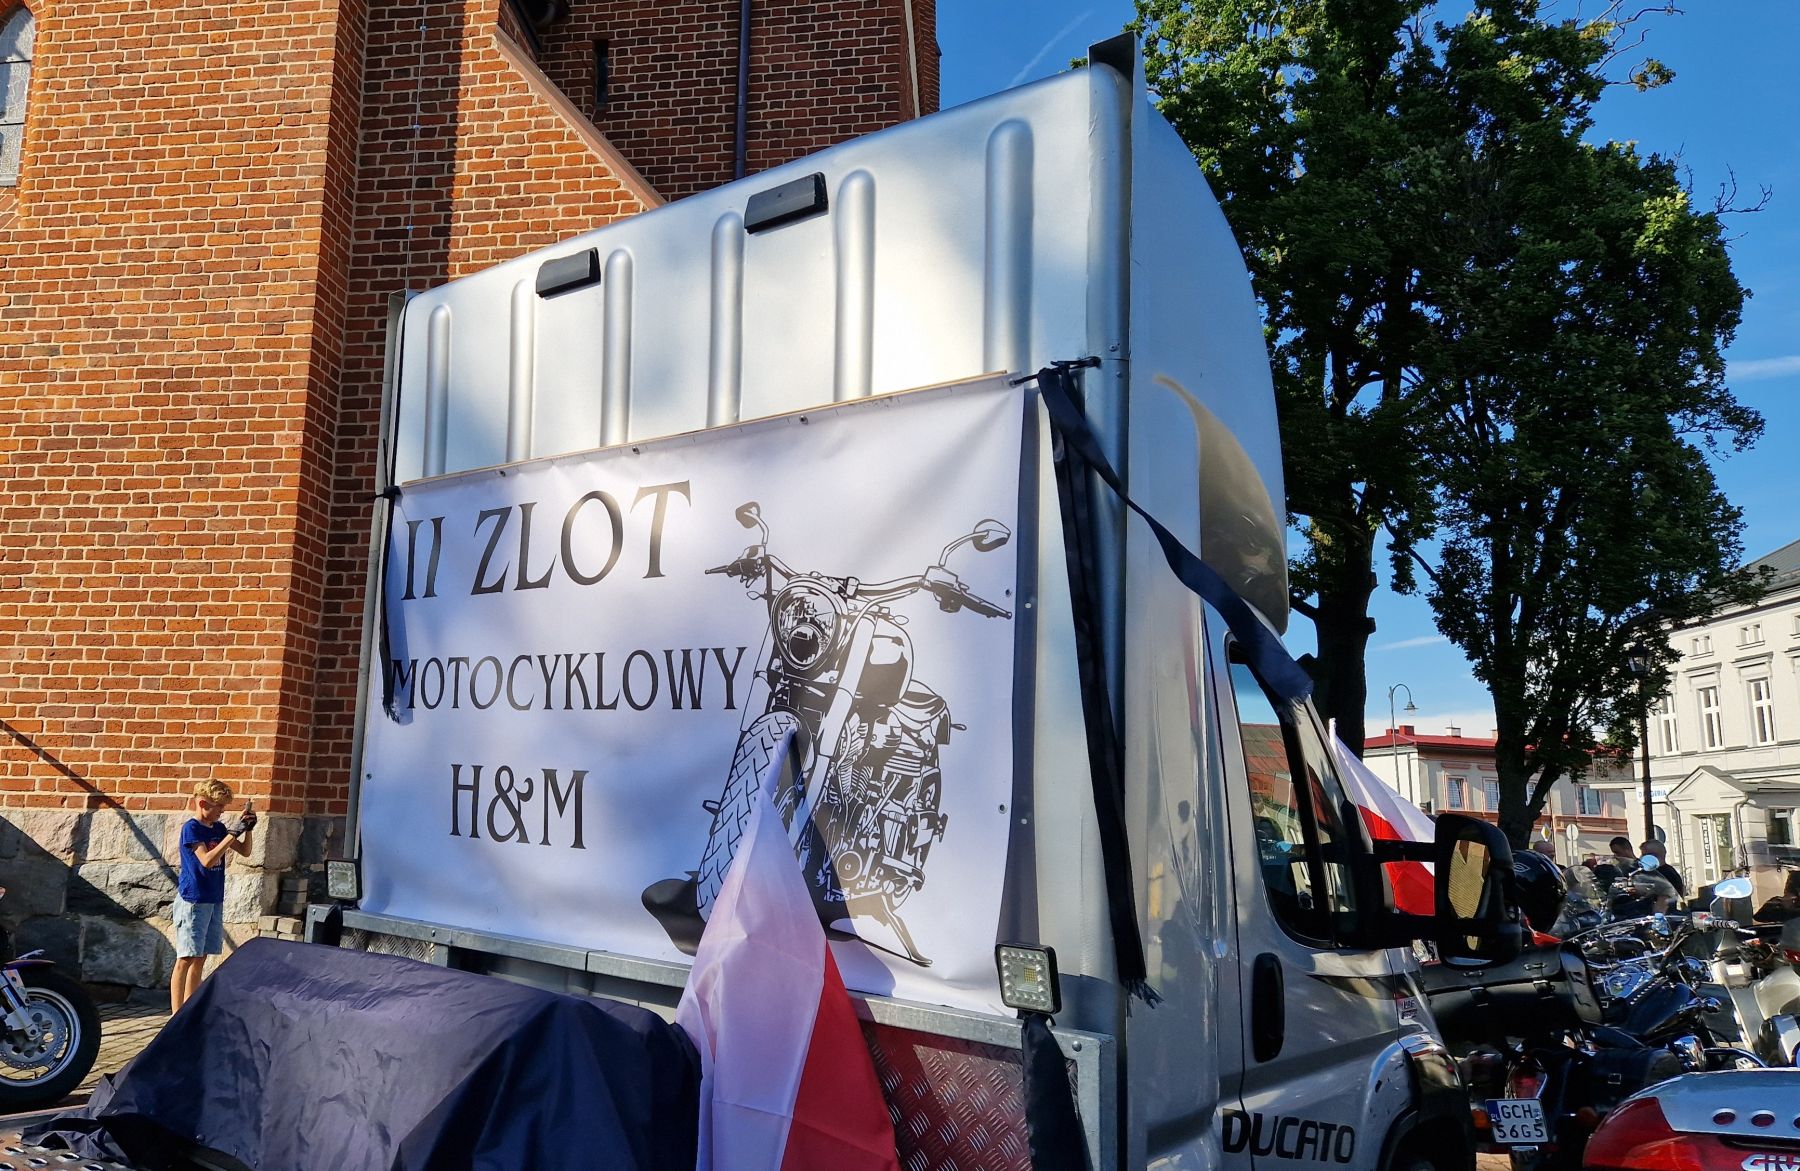 II ZLOT
MOTOCYKLOWY
H&M
DUCATO
GCH
56G5